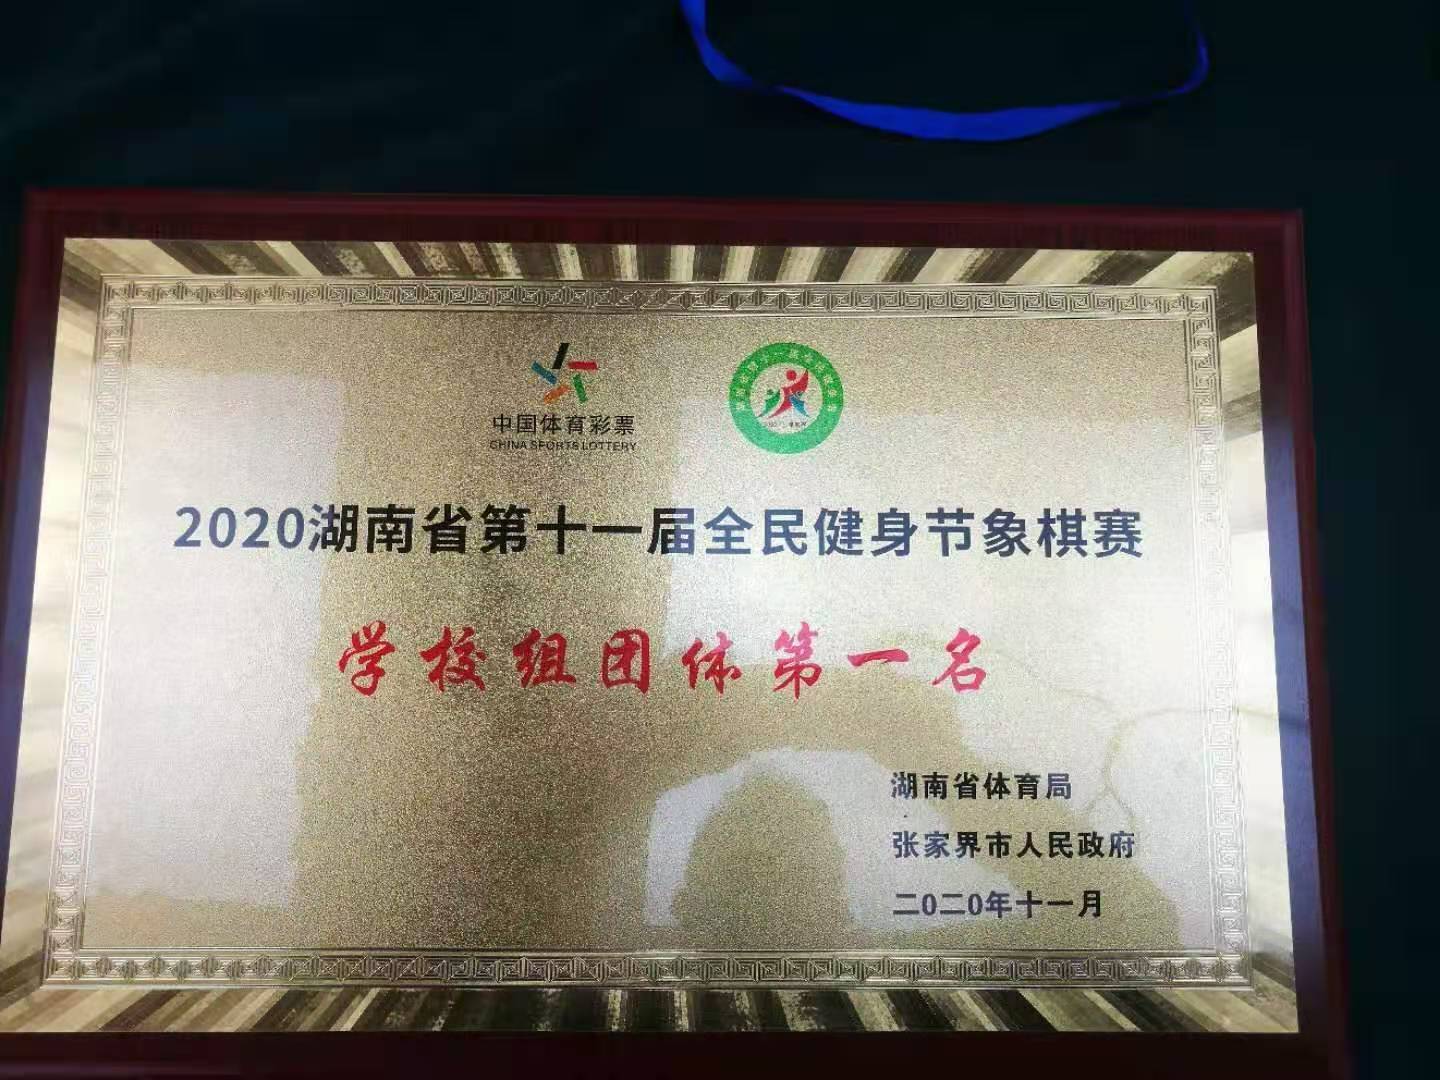 中国体育彩票
CHINA SPORTS LOTTERY
2020湖南省第十一届全民健身节象棋赛
学校组团体第一名
湖南省体育局
张家界市人民政府
二0二0年十一月